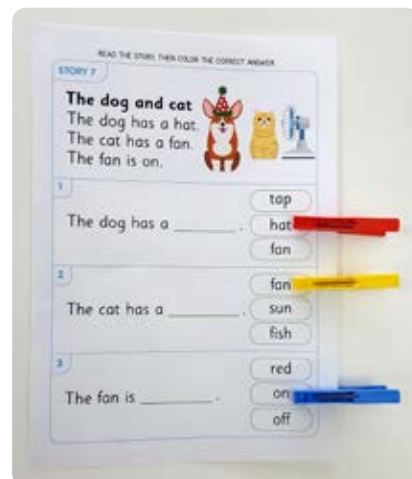 READ THE STORY, THEN COLOR THE CORRECT ANSWER
STORY 7
The dog and cat
The dog has a hat.
The cat has a fan.
The fan is on.
1
The dog has a ________.
tap
hat
fan
2
The cat has a ________.
fan
sun
fish
3
The fan is ________.
red
on
off